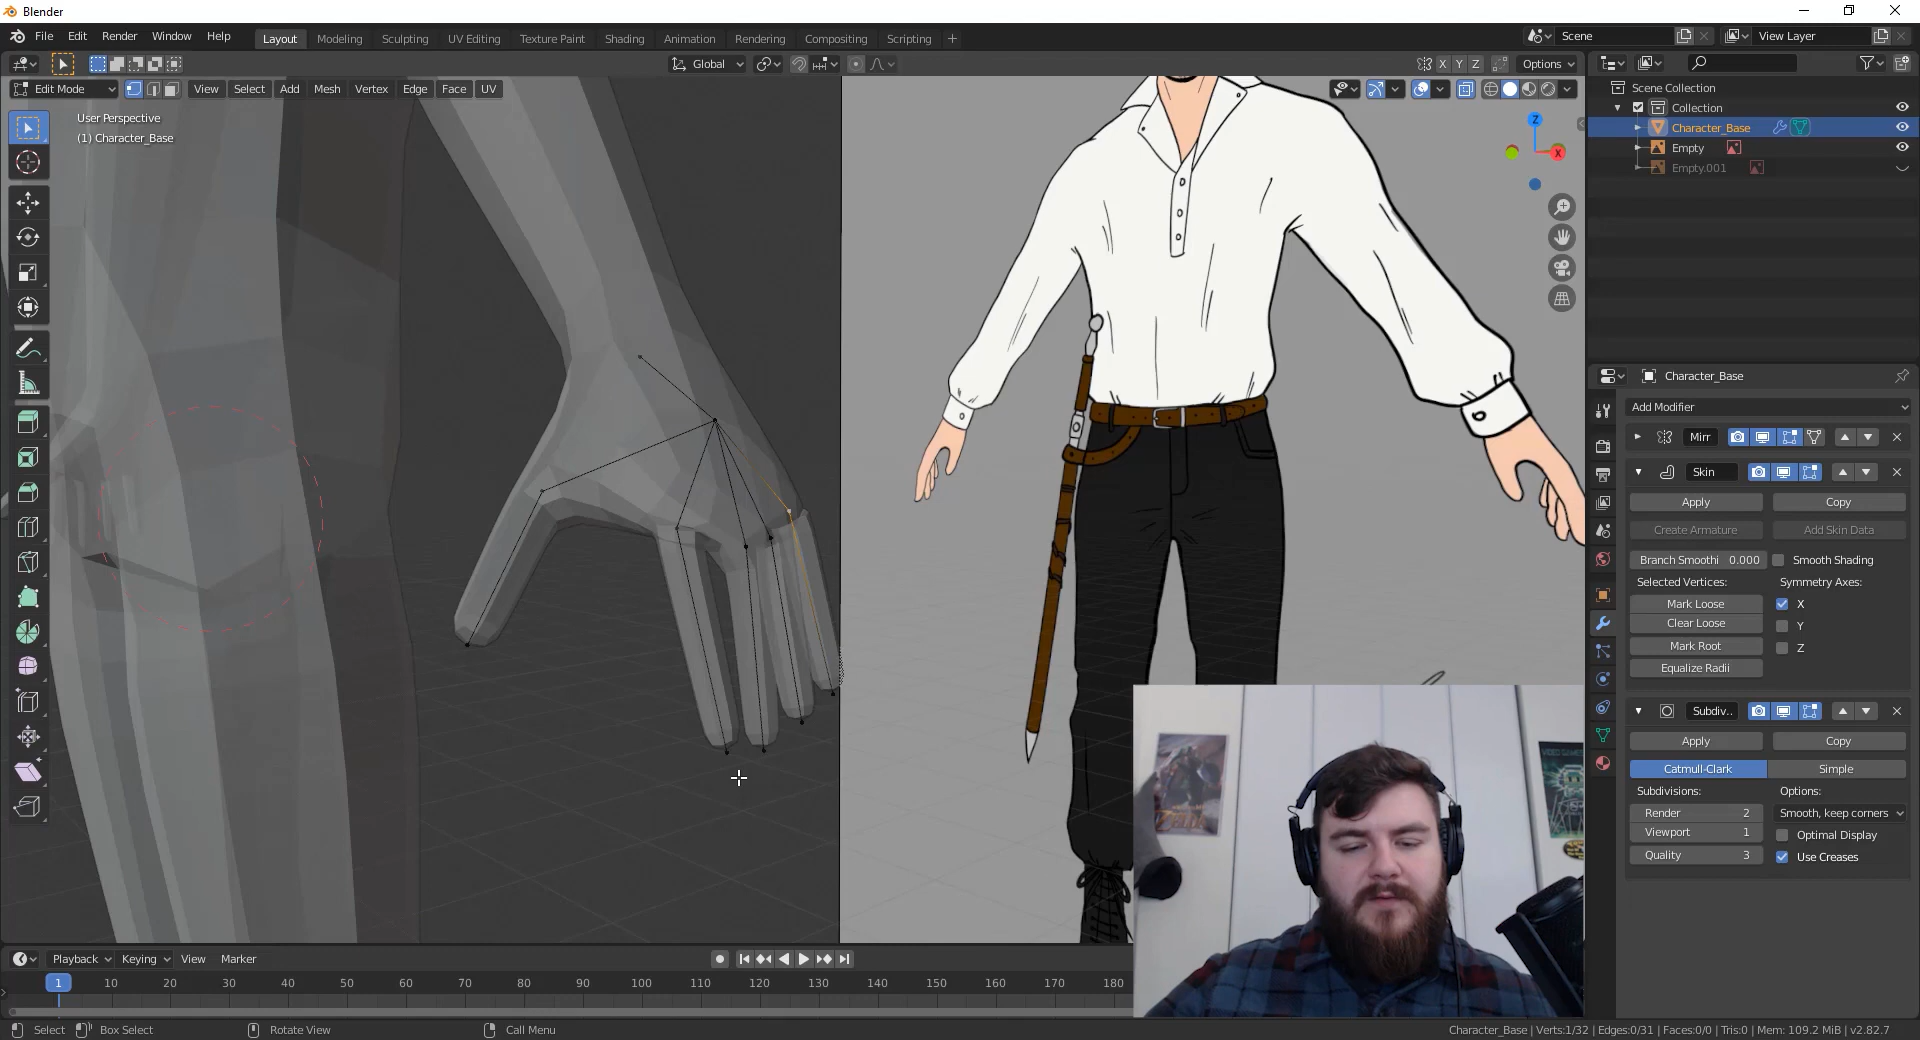 Blender
File Edit Render Window Help
Layout Modeling Sculpting UV Editing Texture Paint Shading Animation Rendering Compositing Scripting +
Scene View Layer
Global X Y Z Options
Edit Mode View Select Add Mesh Vertex Edge Face UV
User Perspective
(1) Character_Base
Z
X
Scene Collection
Collection
Character_Base
Empty
Empty.001
Character_Base
Add Modifier
Mirr
Skin
Apply Copy
Create Armature Add Skin Data
Branch Smoothi 0.000 Smooth Shading
Selected Vertices: Symmetry Axes:
Mark Loose X
Clear Loose Y
Mark Root Z
Equalize Radii
Subdiv..
Apply Copy
Catmull-Clark Simple
Subdivisions: Options:
Render 2 Smooth, keep corners
Viewport 1 Optimal Display
Quality 3 Use Creases
ZELDA
Playback Keying View Marker
1 10 20 30 40 50 60 70 80 90 100 110 120 130 140 150 160 170 180
Select Box Select Rotate View Call Menu
Character_Base | Verts:1/32 | Edges:0/31 | Faces:0/0 | Tris:0 | Mem: 109.2 MiB | v2.82.7